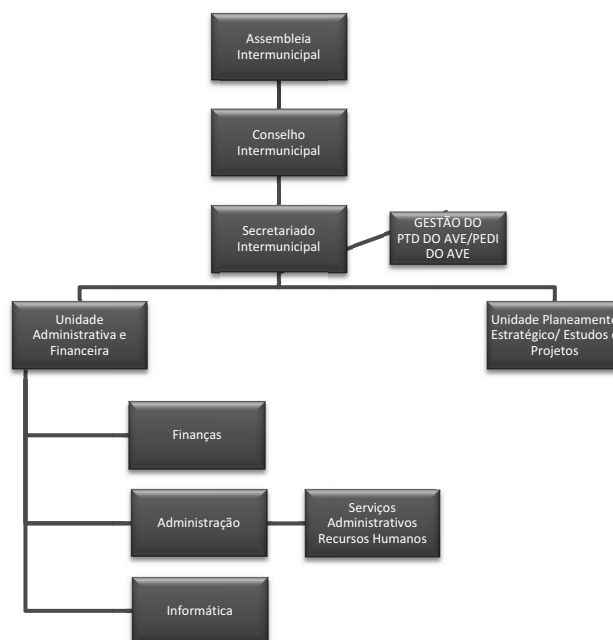 Assembleia
Intermunicipal
Conselho
Intermunicipal
Secretariado
Intermunicipal
GESTÃO DO
PTD DO AVE/PEDI
DO AVE
Unidade
Administrativa e
Financeira
Unidade Planeamento
Estratégico/ Estudos e
Projetos
Finanças
Administração
Serviços
Administrativos
Recursos Humanos
Informática